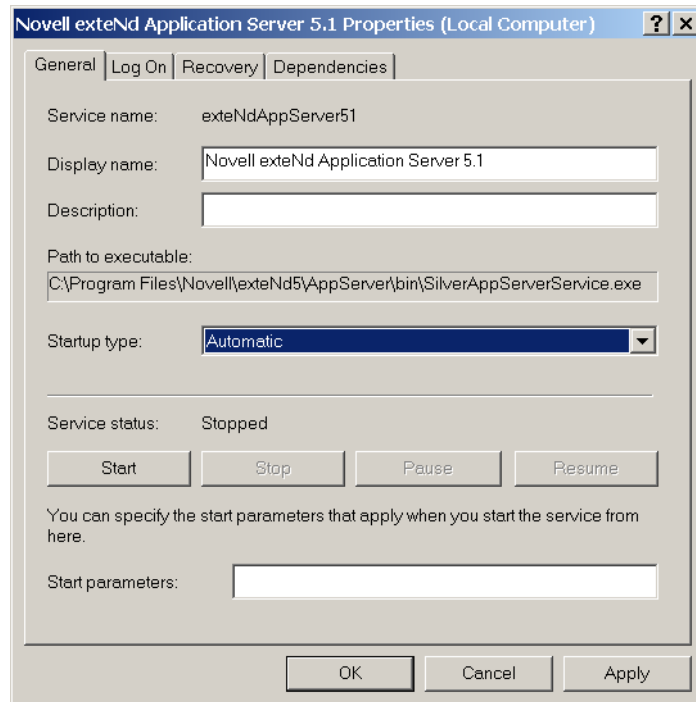 Novell exteNd Application Server 5.1 Properties (Local Computer)
General Log On Recovery Dependencies
Service name: exteNdAppServer51
Display name: Novell exteNd Application Server 5.1
Description:
Path to executable:
C:\Program Files\Novell\exteNd5\AppServer\bin\SilverAppServerService.exe
Startup type: Automatic
Service status: Stopped
Start Stop Pause Resume
You can specify the start parameters that apply when you start the service from
here.
Start parameters:
OK Cancel Apply